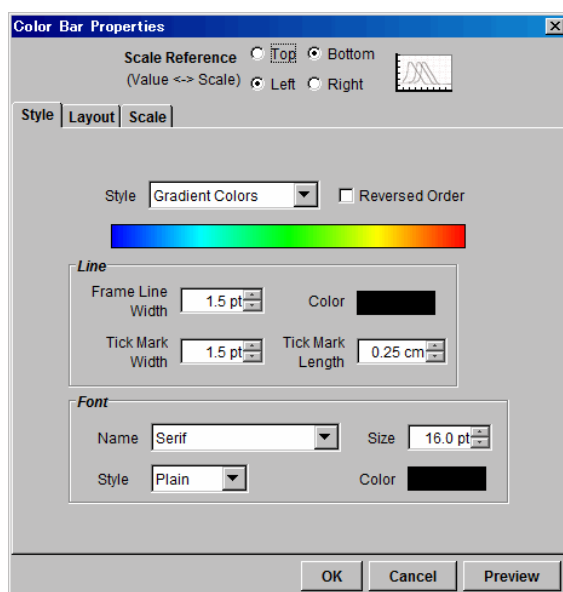 Color Bar Properties
Scale Reference Top Bottom
(Value <-> Scale) Left Right
Style Layout Scale
Style Gradient Colors Reversed Order
Line
Frame Line Width 1.5 pt Color
Tick Mark Width 1.5 pt Tick Mark Length 0.25 cm
Font
Name Serif Size 16.0 pt
Style Plain Color
OK Cancel Preview